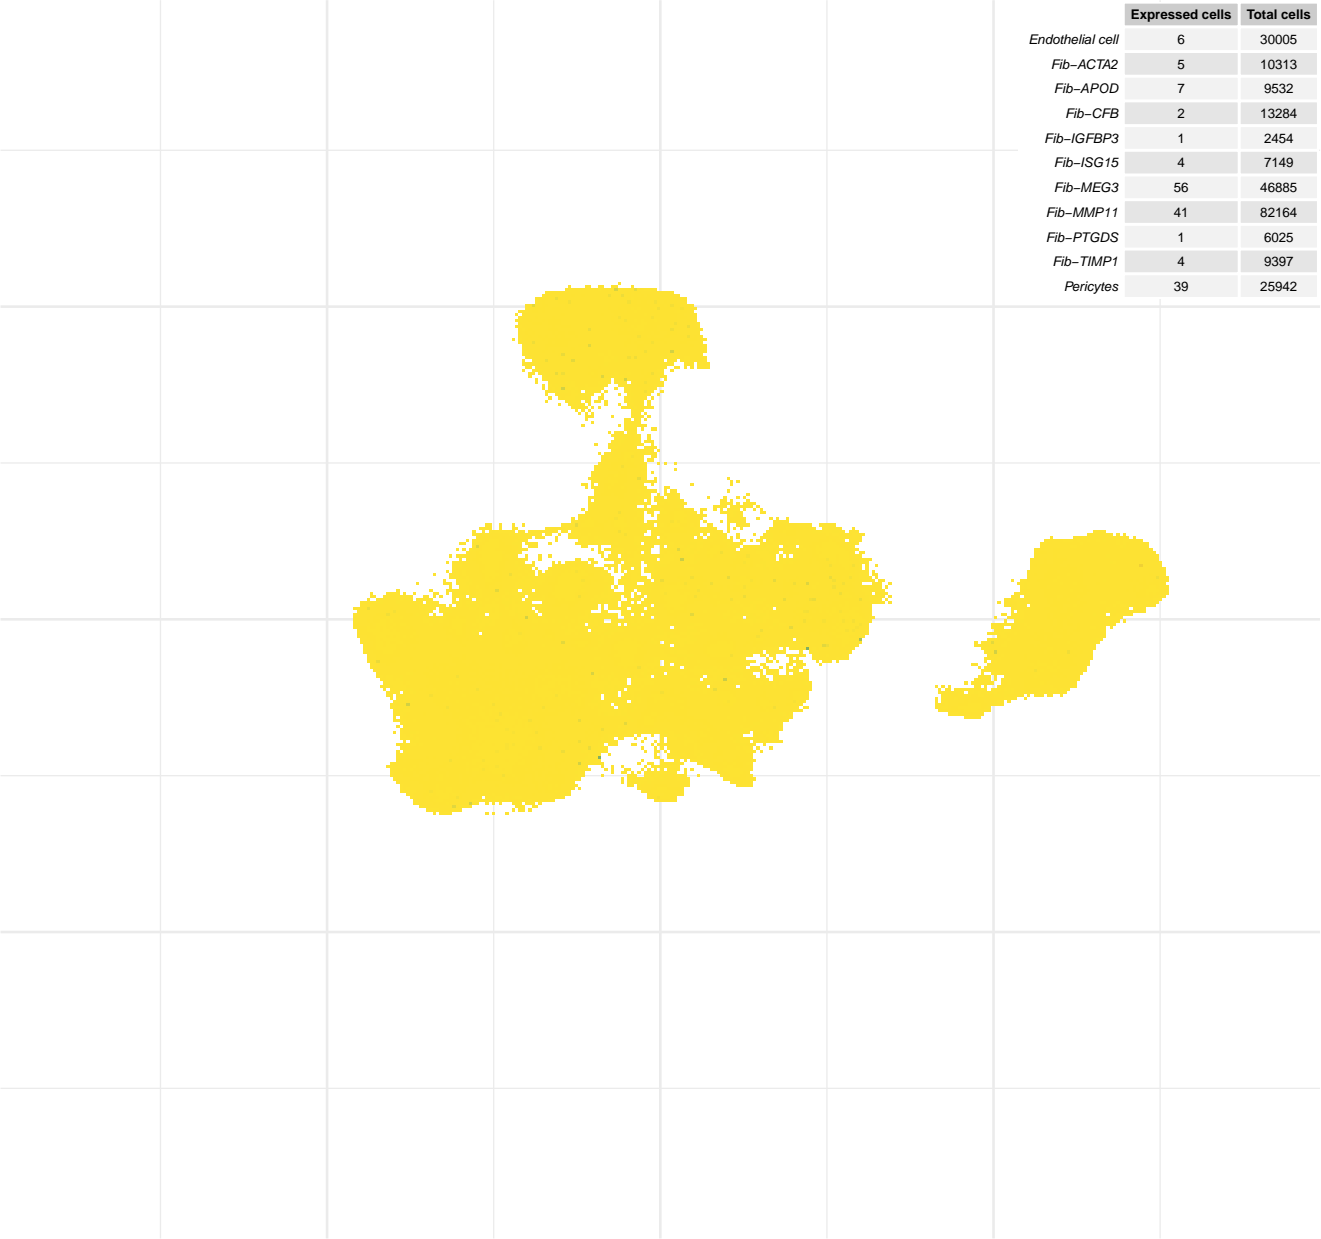 Expressed cells Total cells
Endothelial cell 6 30005
Fib−ACTA2 5 10313
Fib−APOD 7 9532
Fib−CFB 2 13284
Fib−IGFBP3 1 2454
Fib−ISG15 4 7149
Fib−MEG3 56 46885
Fib−MMP11 41 82164
Fib−PTGDS 1 6025
Fib−TIMP1 4 9397
Pericytes 39 25942